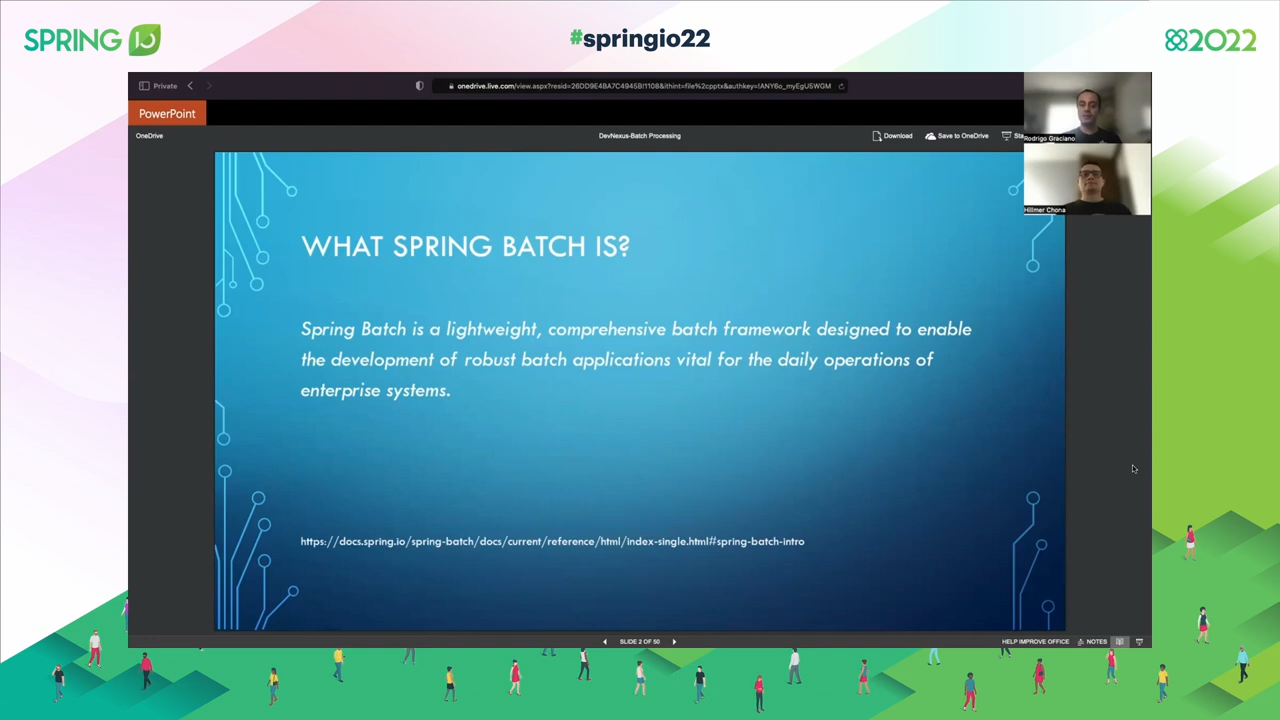 SPRING IO
#springio22
2022
Private
onedrive.live.com/view.aspx?resid=26DD9E4BA7C4945B!1108&ithint=file%2cpptx&authkey=!ANY6o_myEgU5WGM
PowerPoint
OneDrive
DevNexus-Batch Processing
Download
Save to OneDrive
Sta
Rodrigo Graciano
Hillmer Chona
WHAT SPRING BATCH IS?
Spring Batch is a lightweight, comprehensive batch framework designed to enable
the development of robust batch applications vital for the daily operations of
enterprise systems.
https://docs.spring.io/spring-batch/docs/current/reference/html/index-single.html#spring-batch-intro
SLIDE 2 OF 50
HELP IMPROVE OFFICE
NOTES